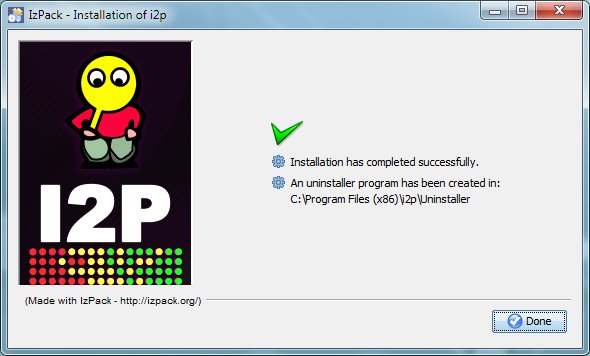 IzPack - Installation of i2p
I2P
Installation has completed successfully.
An uninstaller program has been created in:
C:\Program Files (x86)\i2p\Uninstaller
(Made with IzPack - http://izpack.org/)
Done